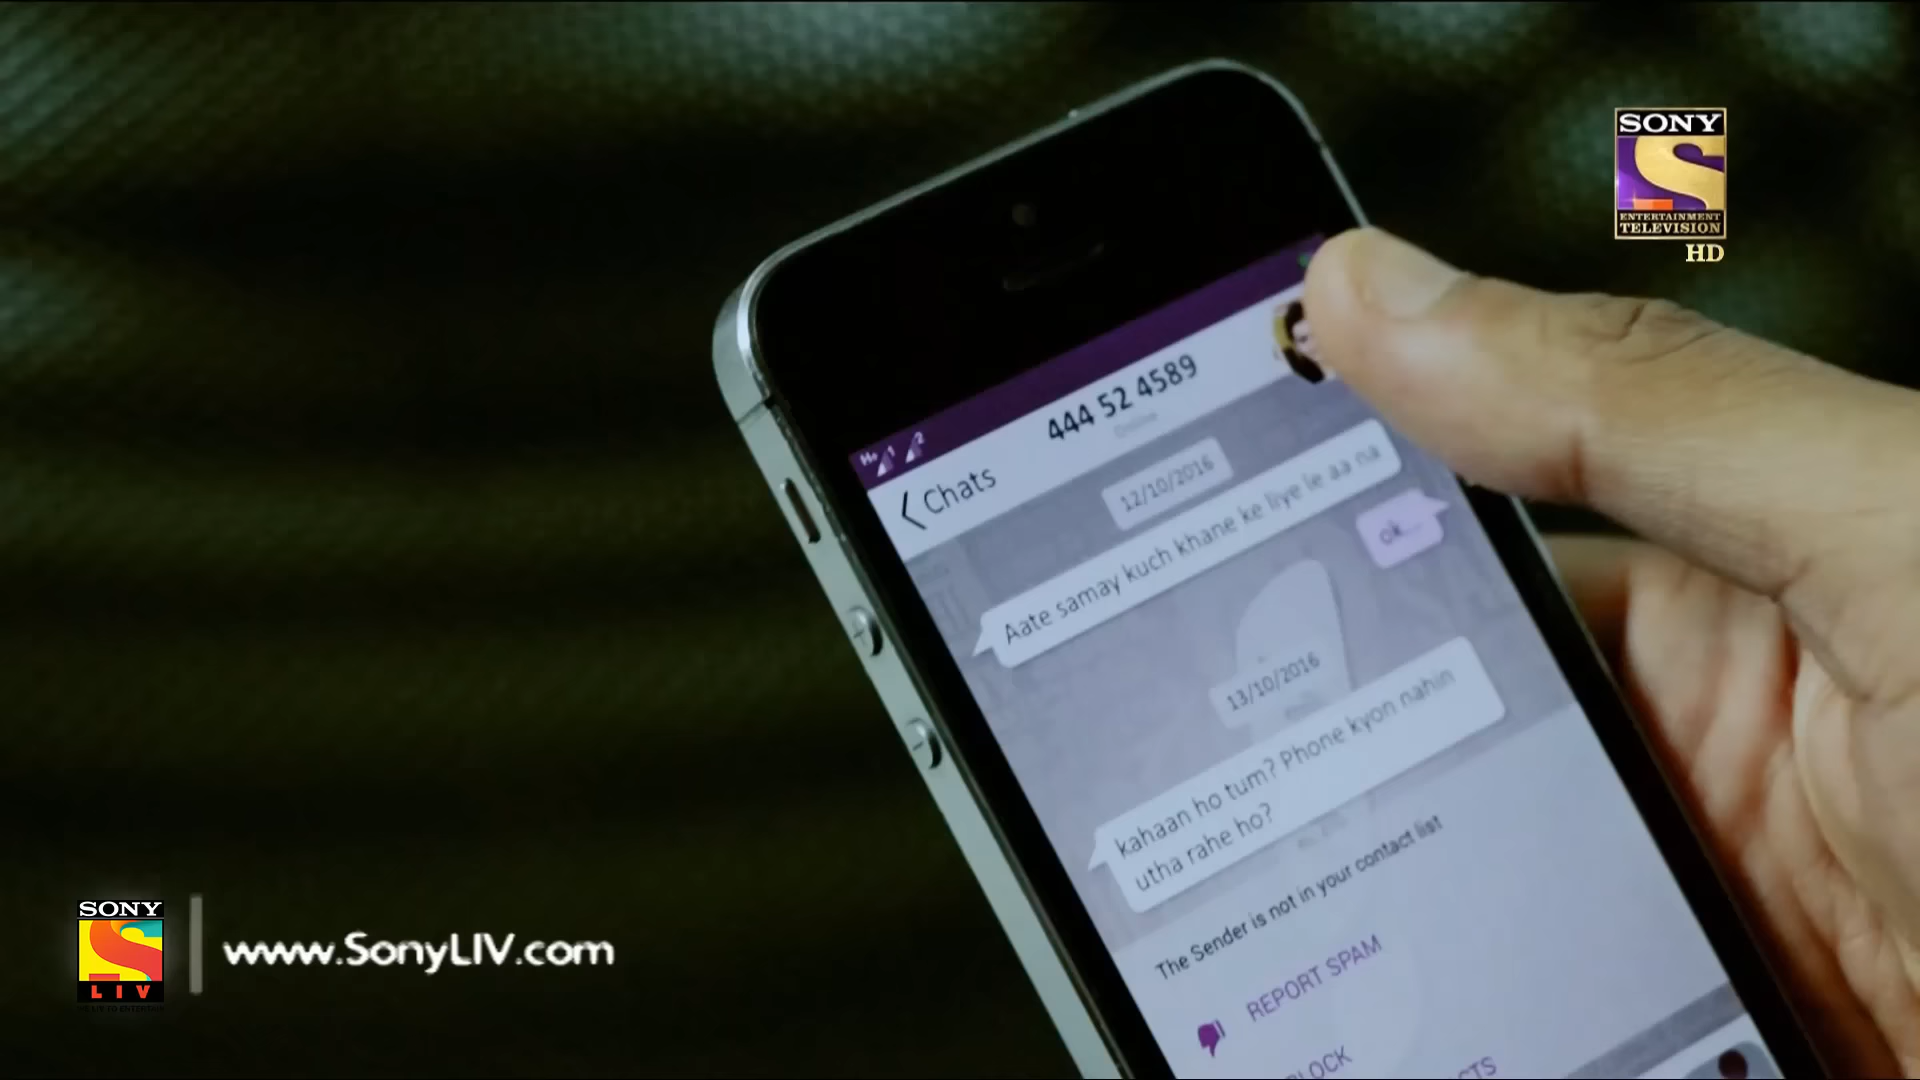 SONY
ENTERTAINMENT
TELEVISION
HD
444 52 4589
Chats
12/10/2016
Aate samay kuch khane ke liye le aa na
ok...
13/10/2016
kahaan ho tum? Phone kyon nahin
utha rahe ho?
The Sender is not in your contact list
REPORT SPAM
SONY
LIV
www.SonyLIV.com